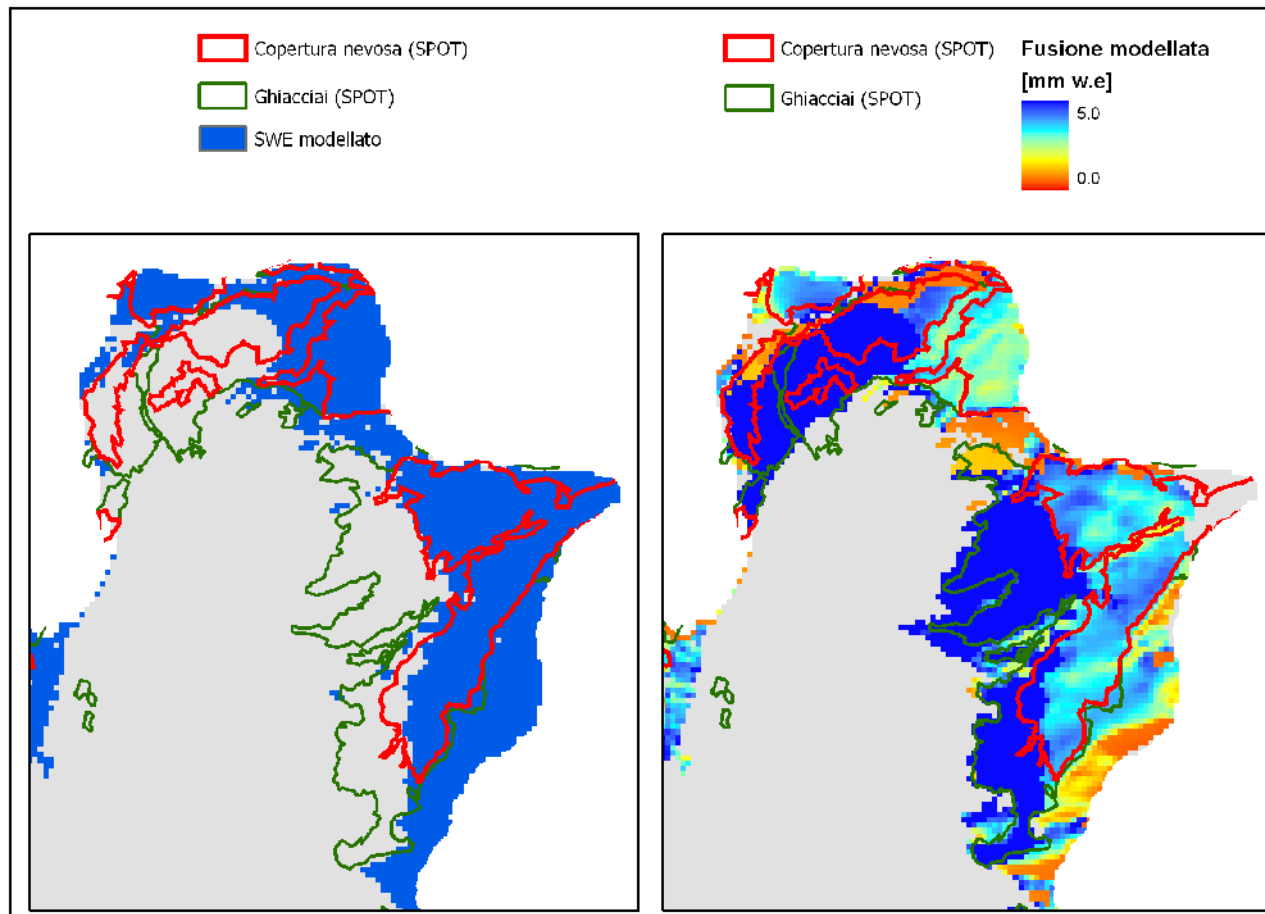 Copertura nevosa (SPOT)
Ghiacciai (SPOT)
SWE modellato
Copertura nevosa (SPOT)
Ghiacciai (SPOT)
Fusione modellata
[mm w.e]
5.0
0.0